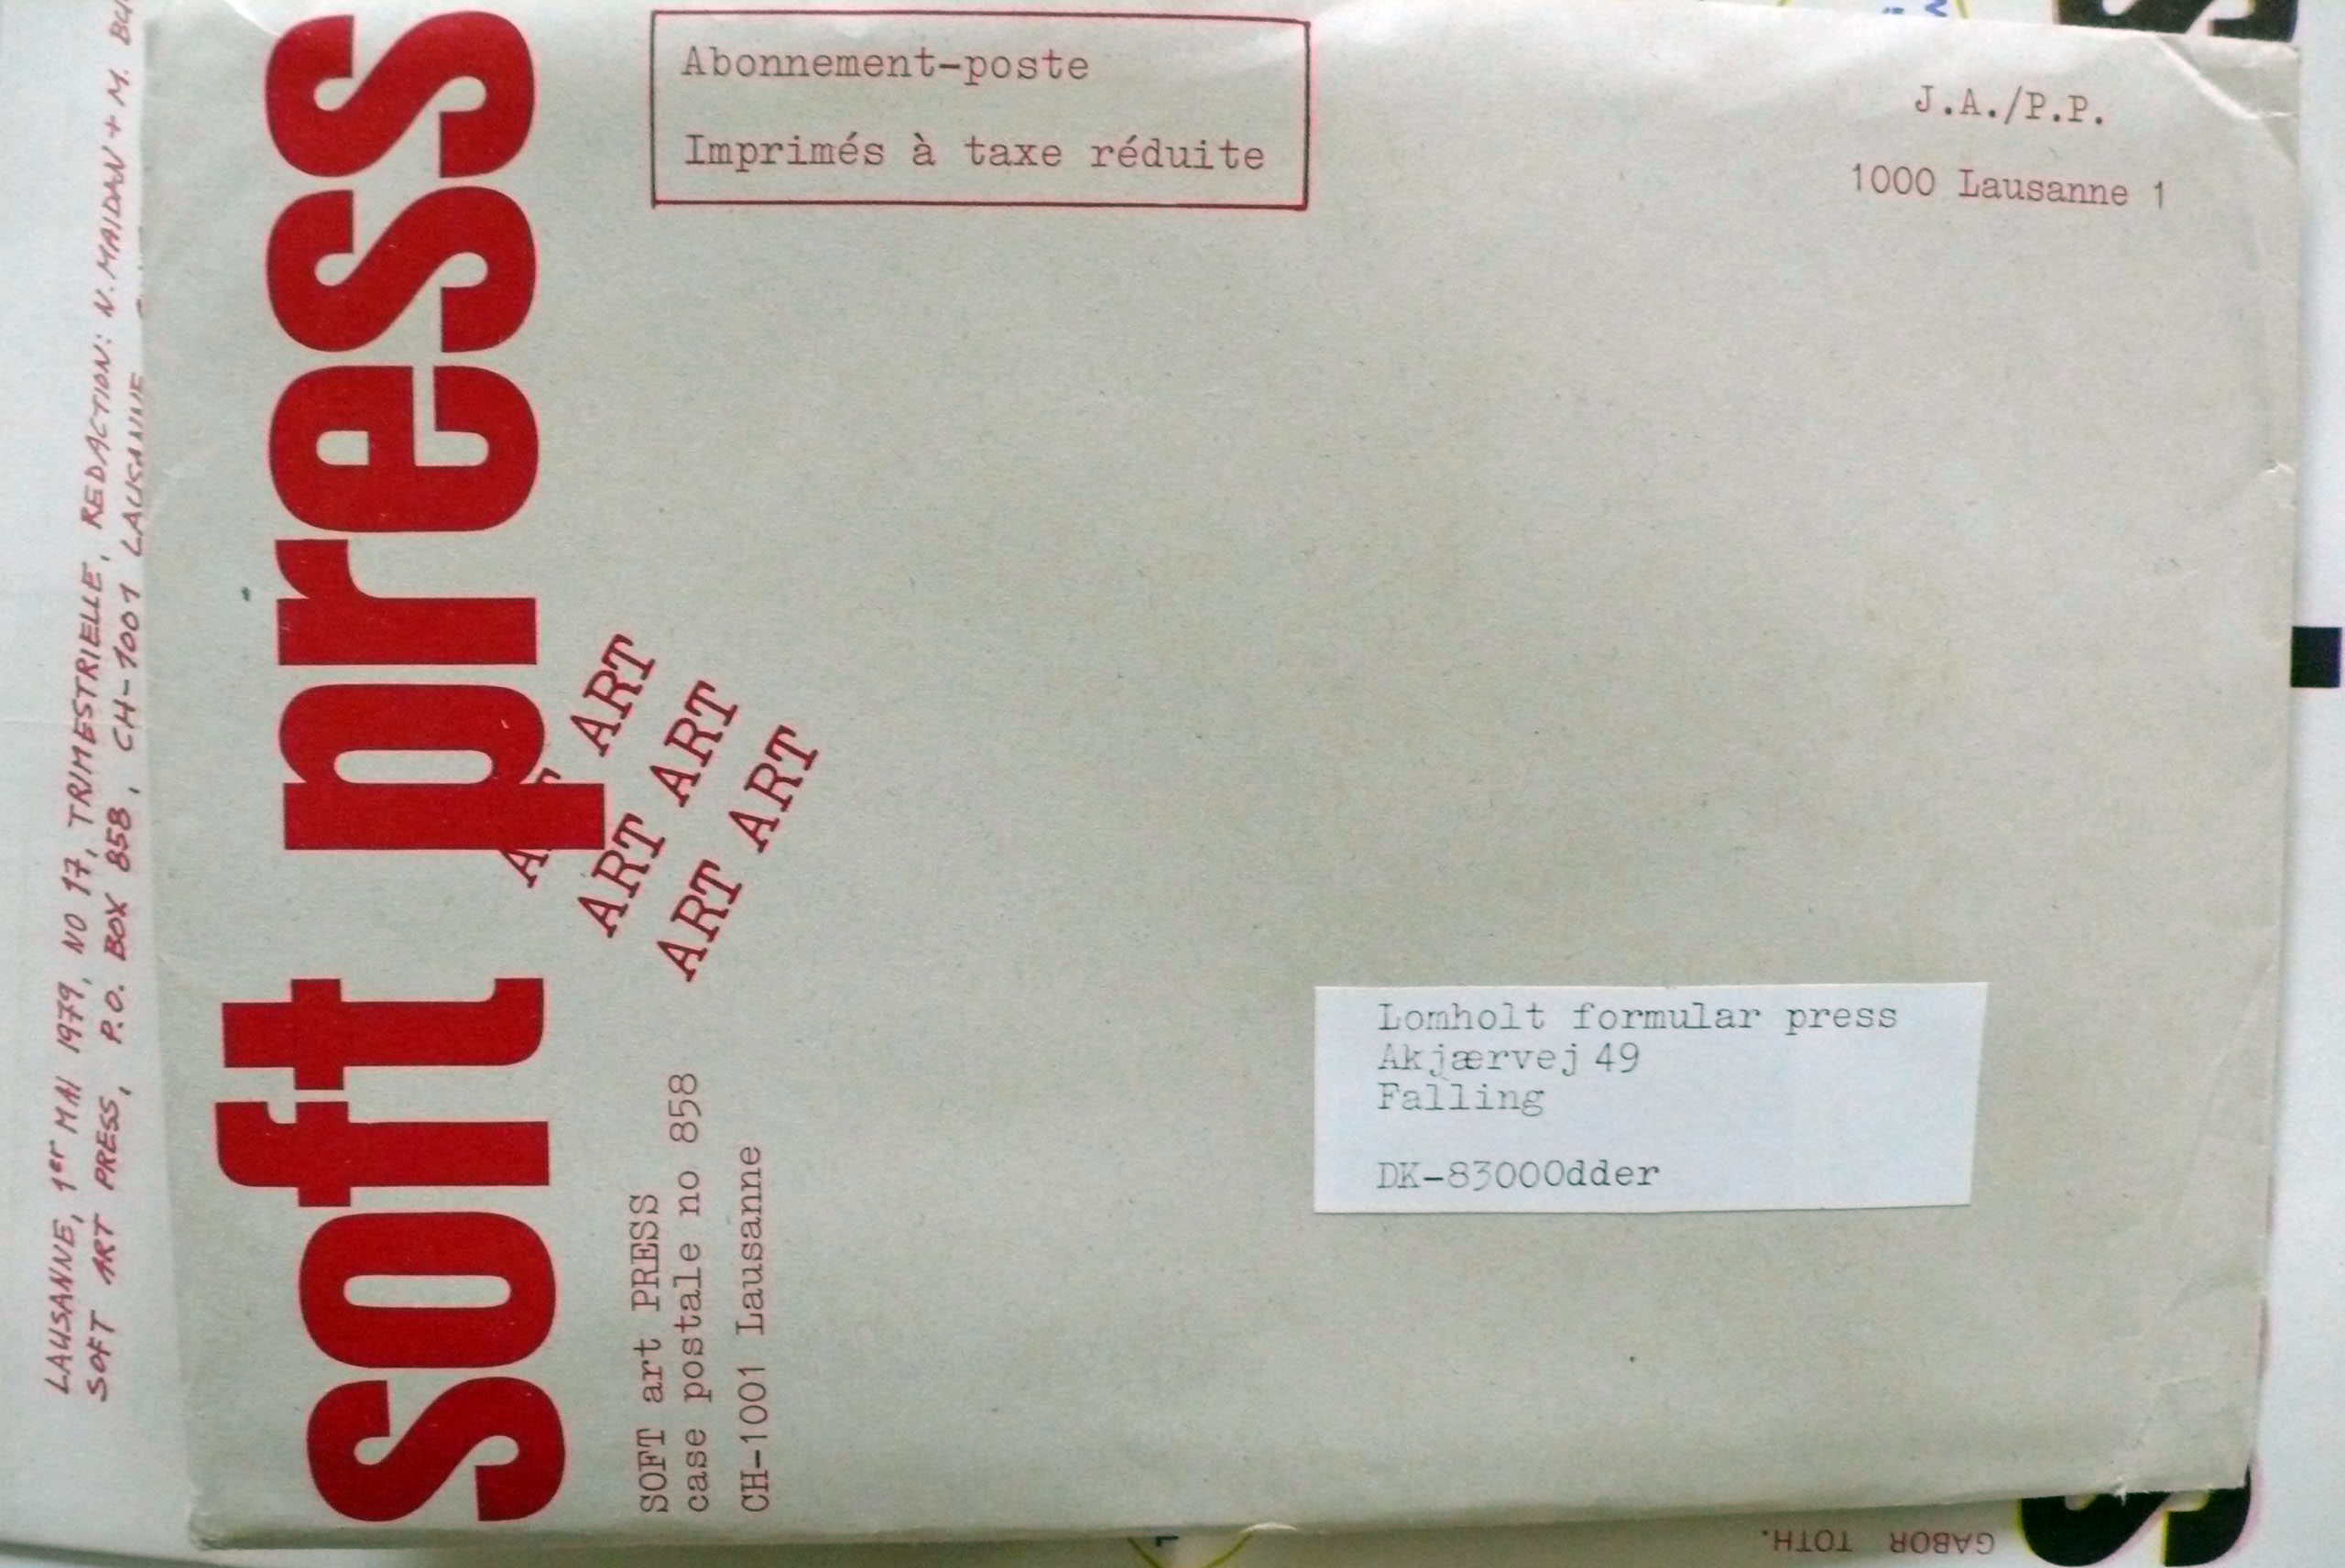 Abonnement-poste
Imprimés à taxe réduite
J.A./P.P.
1000 Lausanne 1
soft press
ART
ART ART
ART ART
SOFT art PRESS
case postale no 858
CH-1001 Lausanne
Lomholt formular press
Akjærvej 49
Falling
DK-8300Odder
LAUSANNE, 1er MAI 1979, NO 17, TRIMESTRIELLE, REDACTION: N. MAIDAN + M.
SOFT ART PRESS, P.O. BOX 858, CH-1001 LAUSANNE
GABOR TOTH.